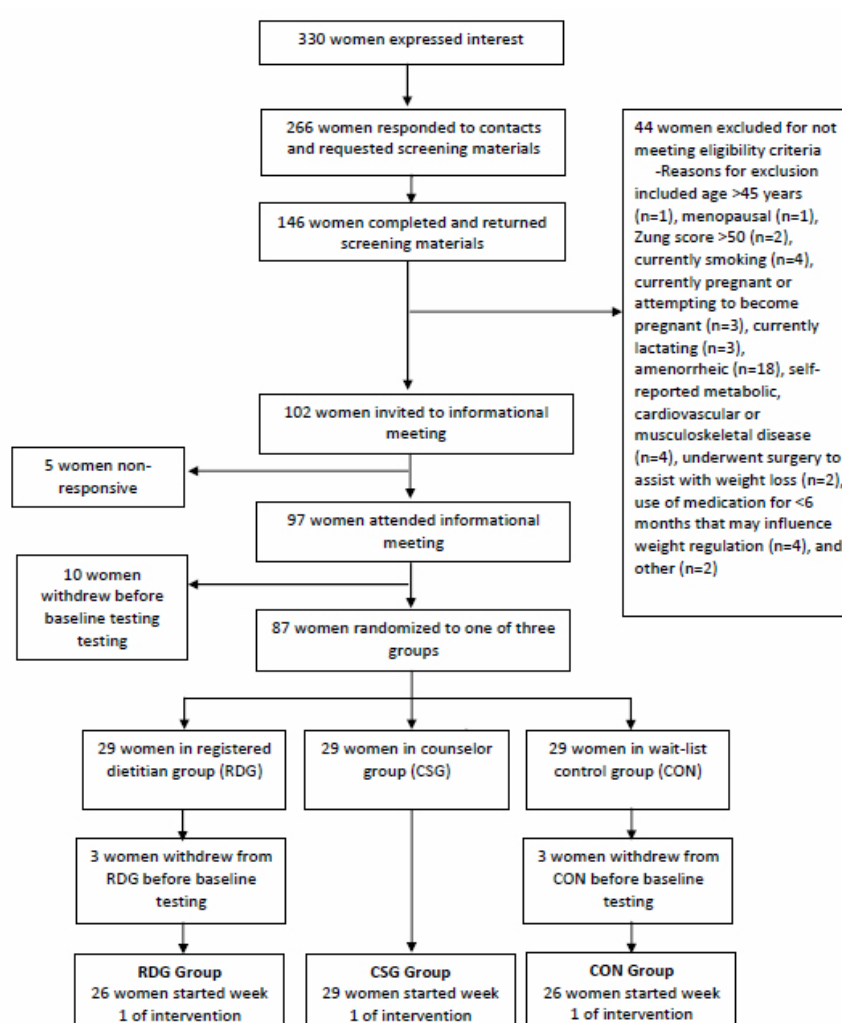 330 women expressed interest
266 women responded to contacts
and requested screening materials
146 women completed and returned
screening materials
44 women excluded for not
meeting eligibility criteria
-Reasons for exclusion
included age >45 years
(n=1), menopausal (n=1),
Zung score >50 (n=2),
currently smoking (n=4),
currently pregnant or
attempting to become
pregnant (n=3), currently
lactating (n=3),
amenorrheic (n=18), self-
reported metabolic,
cardiovascular or
musculoskeletal disease
(n=4), underwent surgery to
assist with weight loss (n=2),
use of medication for <6
months that may influence
weight regulation (n=4), and
other (n=2)
102 women invited to informational
meeting
5 women non-
responsive
97 women attended informational
meeting
10 women
withdrew before
baseline testing
testing
87 women randomized to one of three
groups
29 women in registered
dietitian group (RDG)
29 women in counselor
group (CSG)
29 women in wait-list
control group (CON)
3 women withdrew from
RDG before baseline
testing
3 women withdrew from
CON before baseline
testing
RDG Group
26 women started week
1 of intervention
CSG Group
29 women started week
1 of intervention
CON Group
26 women started week
1 of intervention